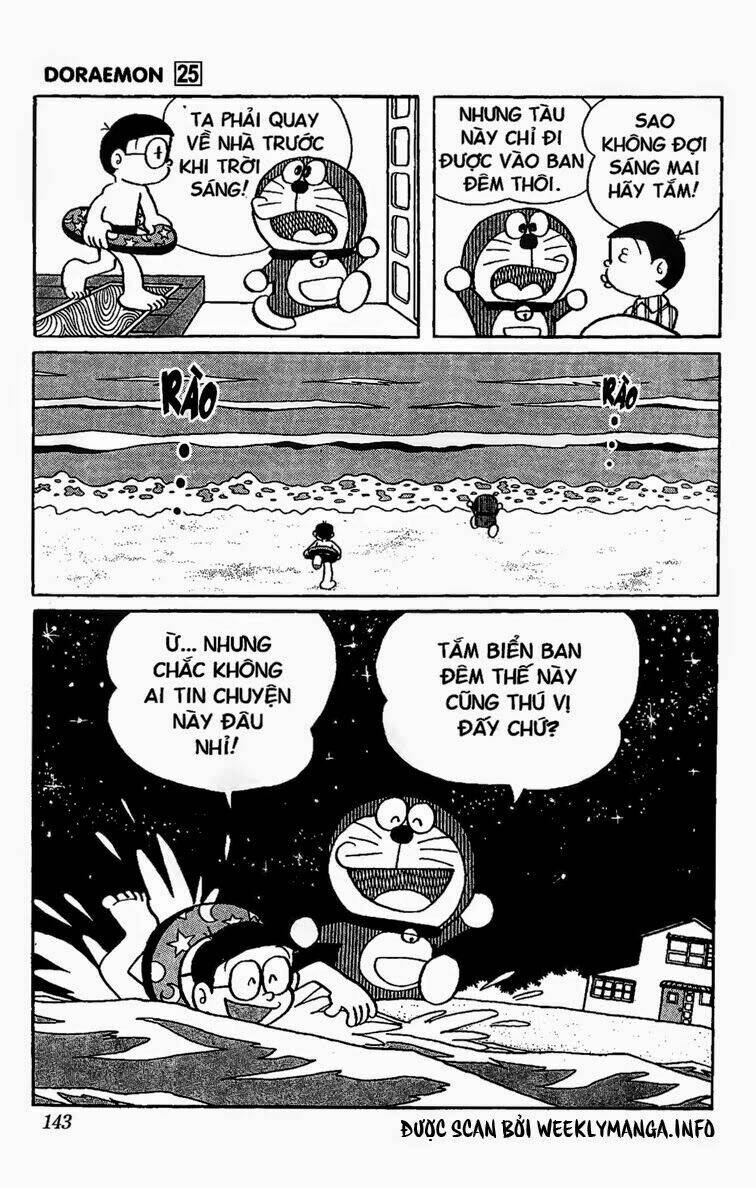 DORAEMON 25
SAO
KHÔNG ĐỢI
SÁNG MAI
HÃY TẮM!
NHƯNG TÀU
NÀY CHỈ ĐI
ĐƯỢC VÀO BAN
ĐÊM THÔI.
TA PHẢI QUAY
VỀ NHÀ TRƯỚC
KHI TRỜI
SÁNG!
RÀO
RÀO
TẮM BIỂN BAN
ĐÊM THẾ NÀY
CŨNG THÚ VỊ
ĐẤY CHỨ?
Ừ... NHƯNG
CHẮC KHÔNG
AI TIN CHUYỆN
NÀY ĐÂU
NHỈ!
143
ĐƯỢC SCAN BỞI WEEKLYMANGA.INFO